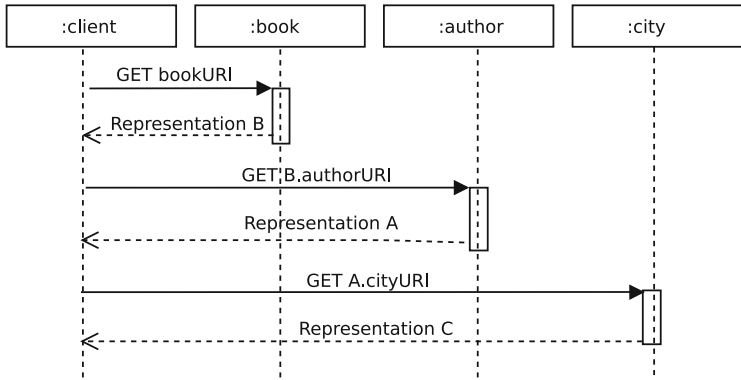 :client
:book
:author
:city
GET bookURI
Representation B
GET B.authorURI
Representation A
GET A.cityURI
Representation C